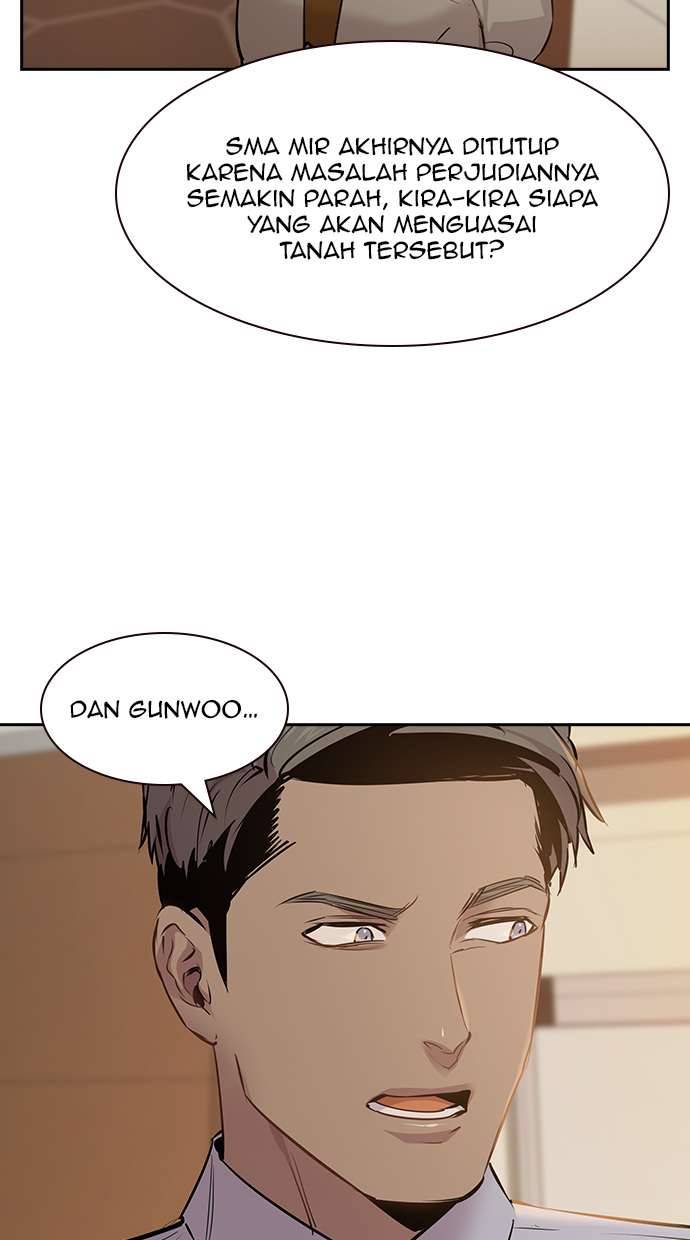 SMA MIR AKHIRNYA DITUTUP
KARENA MASALAH PERJUDIANNYA
SEMAKIN PARAH, KIRA-KIRA SIAPA
YANG AKAN MENGUASAI
TANAH TERSEBUT?
DAN GUNWOO...